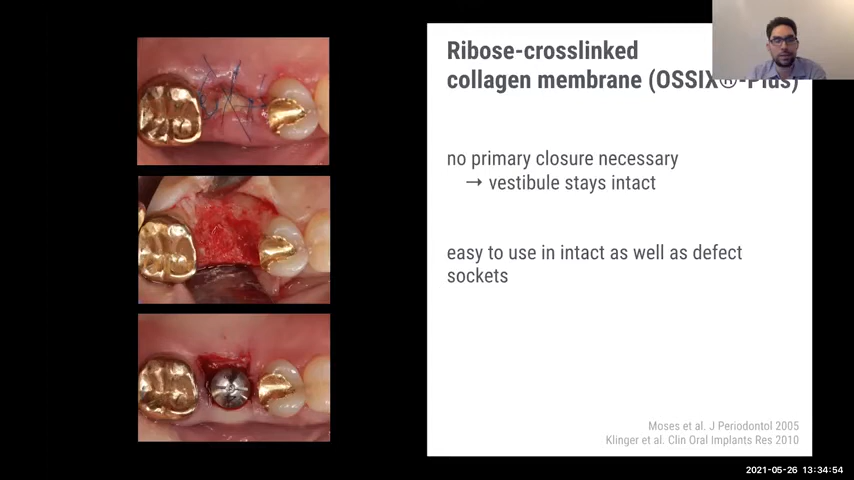 Ribose-crosslinked
collagen membrane (OSSIX®-Plus)
no primary closure necessary
→ vestibule stays intact
easy to use in intact as well as defect
sockets
Moses et al. J Periodontol 2005
Klinger et al. Clin Oral Implants Res 2010
2021-05-26 13:34:54